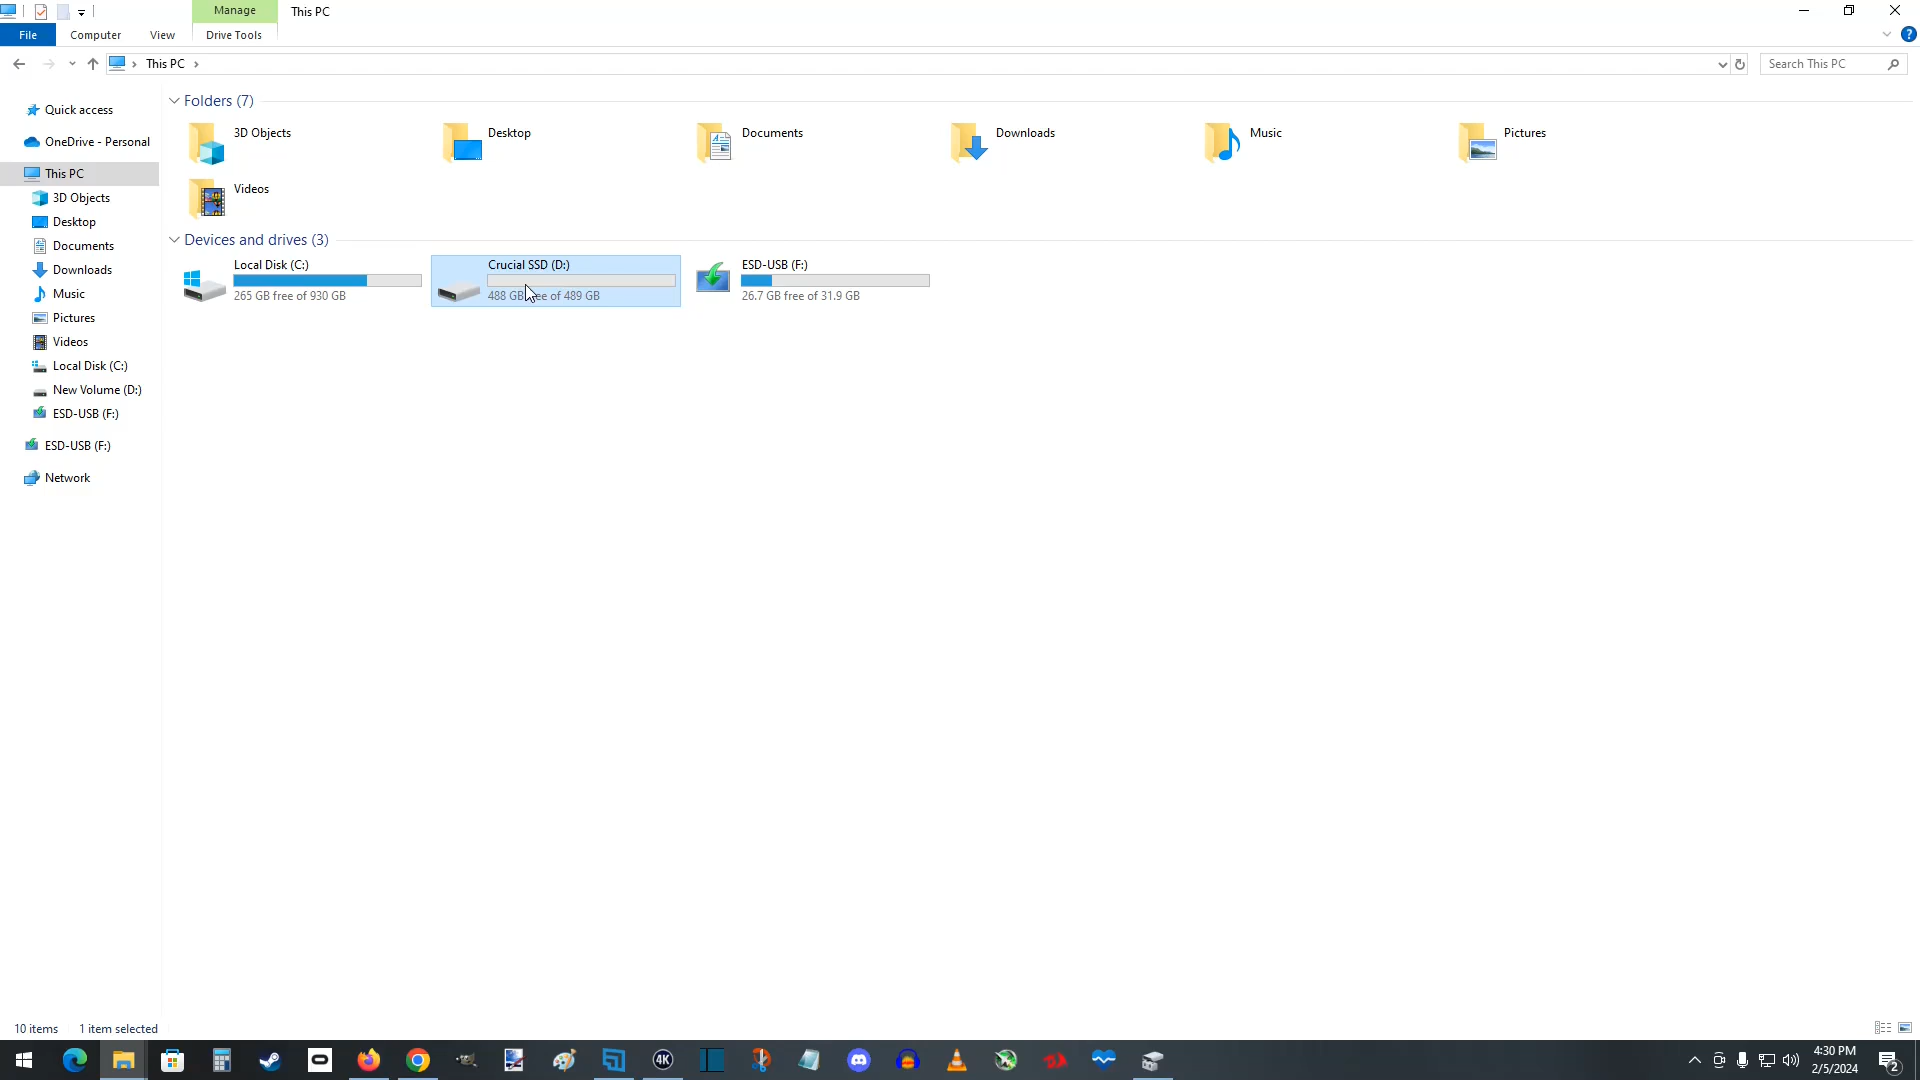 Manage
This PC
File
Computer
View
Drive Tools
This PC
Search This PC
Quick access
OneDrive - Personal
This PC
3D Objects
Desktop
Documents
Downloads
Music
Pictures
Videos
Local Disk (C:)
New Volume (D:)
ESD-USB (F:)
ESD-USB (F:)
Network
Folders (7)
3D Objects
Desktop
Documents
Downloads
Music
Pictures
Videos
Devices and drives (3)
Local Disk (C:)
265 GB free of 930 GB
Crucial SSD (D:)
488 GB free of 489 GB
ESD-USB (F:)
26.7 GB free of 31.9 GB
10 items
1 item selected
4K
4:30 PM
2/5/2024
2